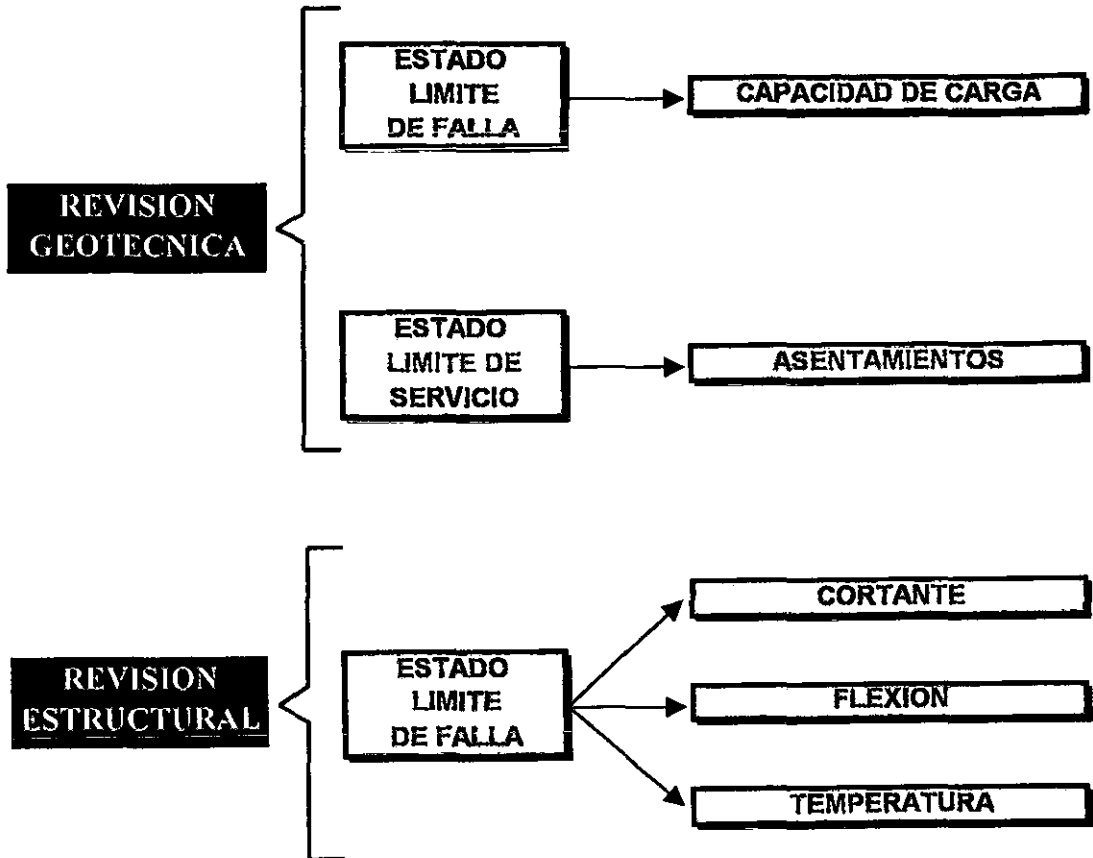 REVISION
GEOTECNICA
ESTADO
LIMITE
DE FALLA
CAPACIDAD DE CARGA
ESTADO
LIMITE DE
SERVICIO
ASENTAMIENTOS
REVISION
ESTRUCTURAL
ESTADO
LIMITE
DE FALLA
CORTANTE
FLEXION
TEMPERATURA